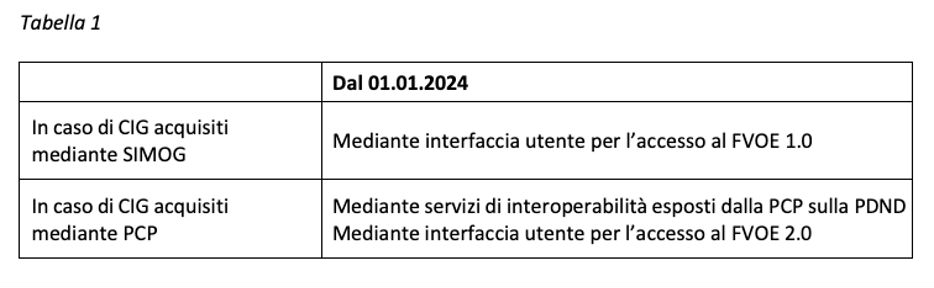 Tabella 1
Dal 01.01.2024
In caso di CIG acquisiti
mediante SIMOG
Mediante interfaccia utente per l’accesso al FVOE 1.0
In caso di CIG acquisiti
mediante PCP
Mediante servizi di interoperabilità esposti dalla PCP sulla PDND
Mediante interfaccia utente per l’accesso al FVOE 2.0